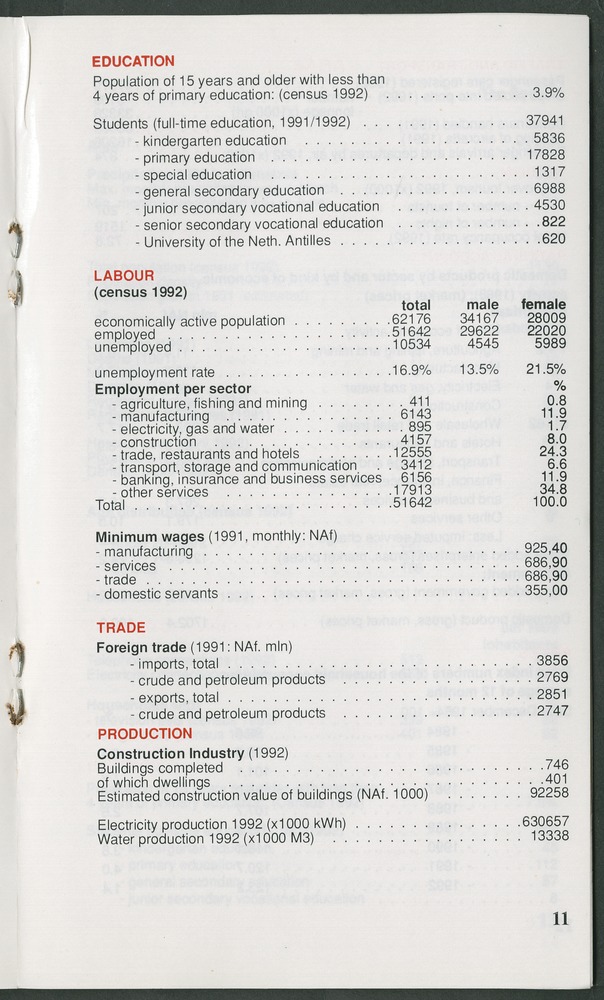 EDUCATION
Population of 15 years and older with less than
4 years of primary education: (census 1992) . . . . . . . . . . . . 3.9%
Students (full-time education, 1991/1992) . . . . . . . . . . . . . 37941
- kindergarten education . . . . . . . . . . . . . . . . . 5836
- primary education . . . . . . . . . . . . . . . . . . . 17828
- special education . . . . . . . . . . . . . . . . . . . . 1317
- general secondary education . . . . . . . . . . . . . 6988
- junior secondary vocational education . . . . . . . . . 4530
- senior secondary vocational education . . . . . . . . . .822
- University of the Neth. Antilles . . . . . . . . . . . . . .620
LABOUR
(census 1992)
total male female
economically active population . . . . . . . .62176 34167 28009
employed . . . . . . . . . . . . . . . . . .51642 29622 22020
unemployed . . . . . . . . . . . . . . . . .10534 4545 5989
unemployment rate . . . . . . . . . . . . . .16.9% 13.5% 21.5%
Employment per sector %
- agriculture, fishing and mining . . . . . . . . 411 0.8
- manufacturing . . . . . . . . . . . . . . 6143 11.9
- electricity, gas and water . . . . . . . . . . 895 1.7
- construction . . . . . . . . . . . . . . . 4157 8.0
- trade, restaurants and hotels . . . . . . . .12555 24.3
- transport, storage and communication . . . 3412 6.6
- banking, insurance and business services 6156 11.9
- other services . . . . . . . . . . . . . . 17913 34.8
Total . . . . . . . . . . . . . . . . . . . . .51642 100.0
Minimum wages (1991, monthly: NAf)
- manufacturing . . . . . . . . . . . . . . . . . . . . . . . . . 925,40
- services . . . . . . . . . . . . . . . . . . . . . . . . . . . . 686,90
- trade . . . . . . . . . . . . . . . . . . . . . . . . . . . . . 686,90
- domestic servants . . . . . . . . . . . . . . . . . . . . . . . 355,00
TRADE
Foreign trade (1991: NAf. mln)
- imports, total . . . . . . . . . . . . . . . . . . . . . . 3856
- crude and petroleum products . . . . . . . . . . . . . 2769
- exports, total . . . . . . . . . . . . . . . . . . . . . . 2851
- crude and petroleum products . . . . . . . . . . . . . 2747
PRODUCTION
Construction Industry (1992)
Buildings completed . . . . . . . . . . . . . . . . . . . . . . .746
of which dwellings . . . . . . . . . . . . . . . . . . . . . . . .401
Estimated construction value of buildings (NAf. 1000) . . . . . . 92258
Electricity production 1992 (x1000 kWh) . . . . . . . . . . . . .630657
Water production 1992 (x1000 M3) . . . . . . . . . . . . . . . 13338
11